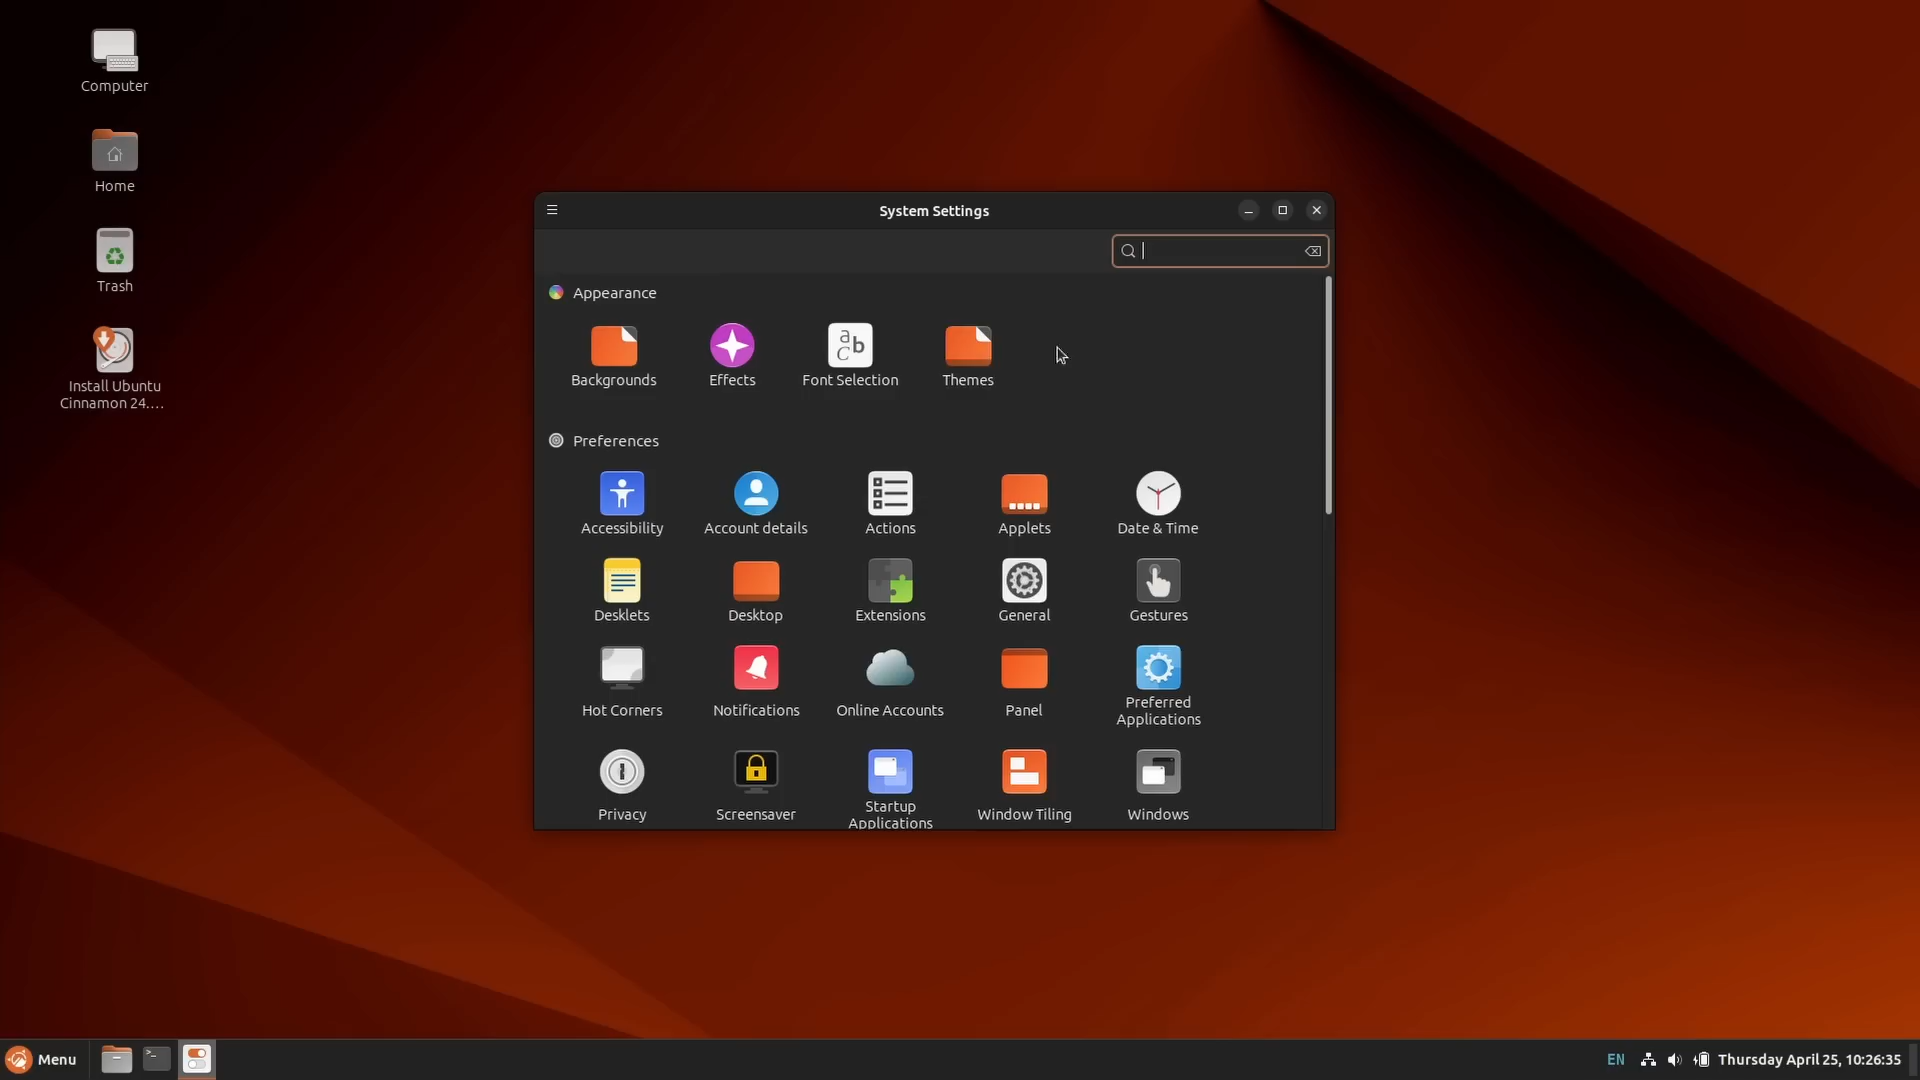 Computer
Home
Trash
Install Ubuntu
Cinnamon 24....
System Settings
Appearance
Backgrounds
Effects
Font Selection
Themes
Preferences
Accessibility
Account details
Actions
Applets
Date & Time
Desklets
Desktop
Extensions
General
Gestures
Hot Corners
Notifications
Online Accounts
Panel
Preferred
Applications
Privacy
Screensaver
Startup
Applications
Window Tiling
Windows
Menu
EN
Thursday April 25, 10:26:35